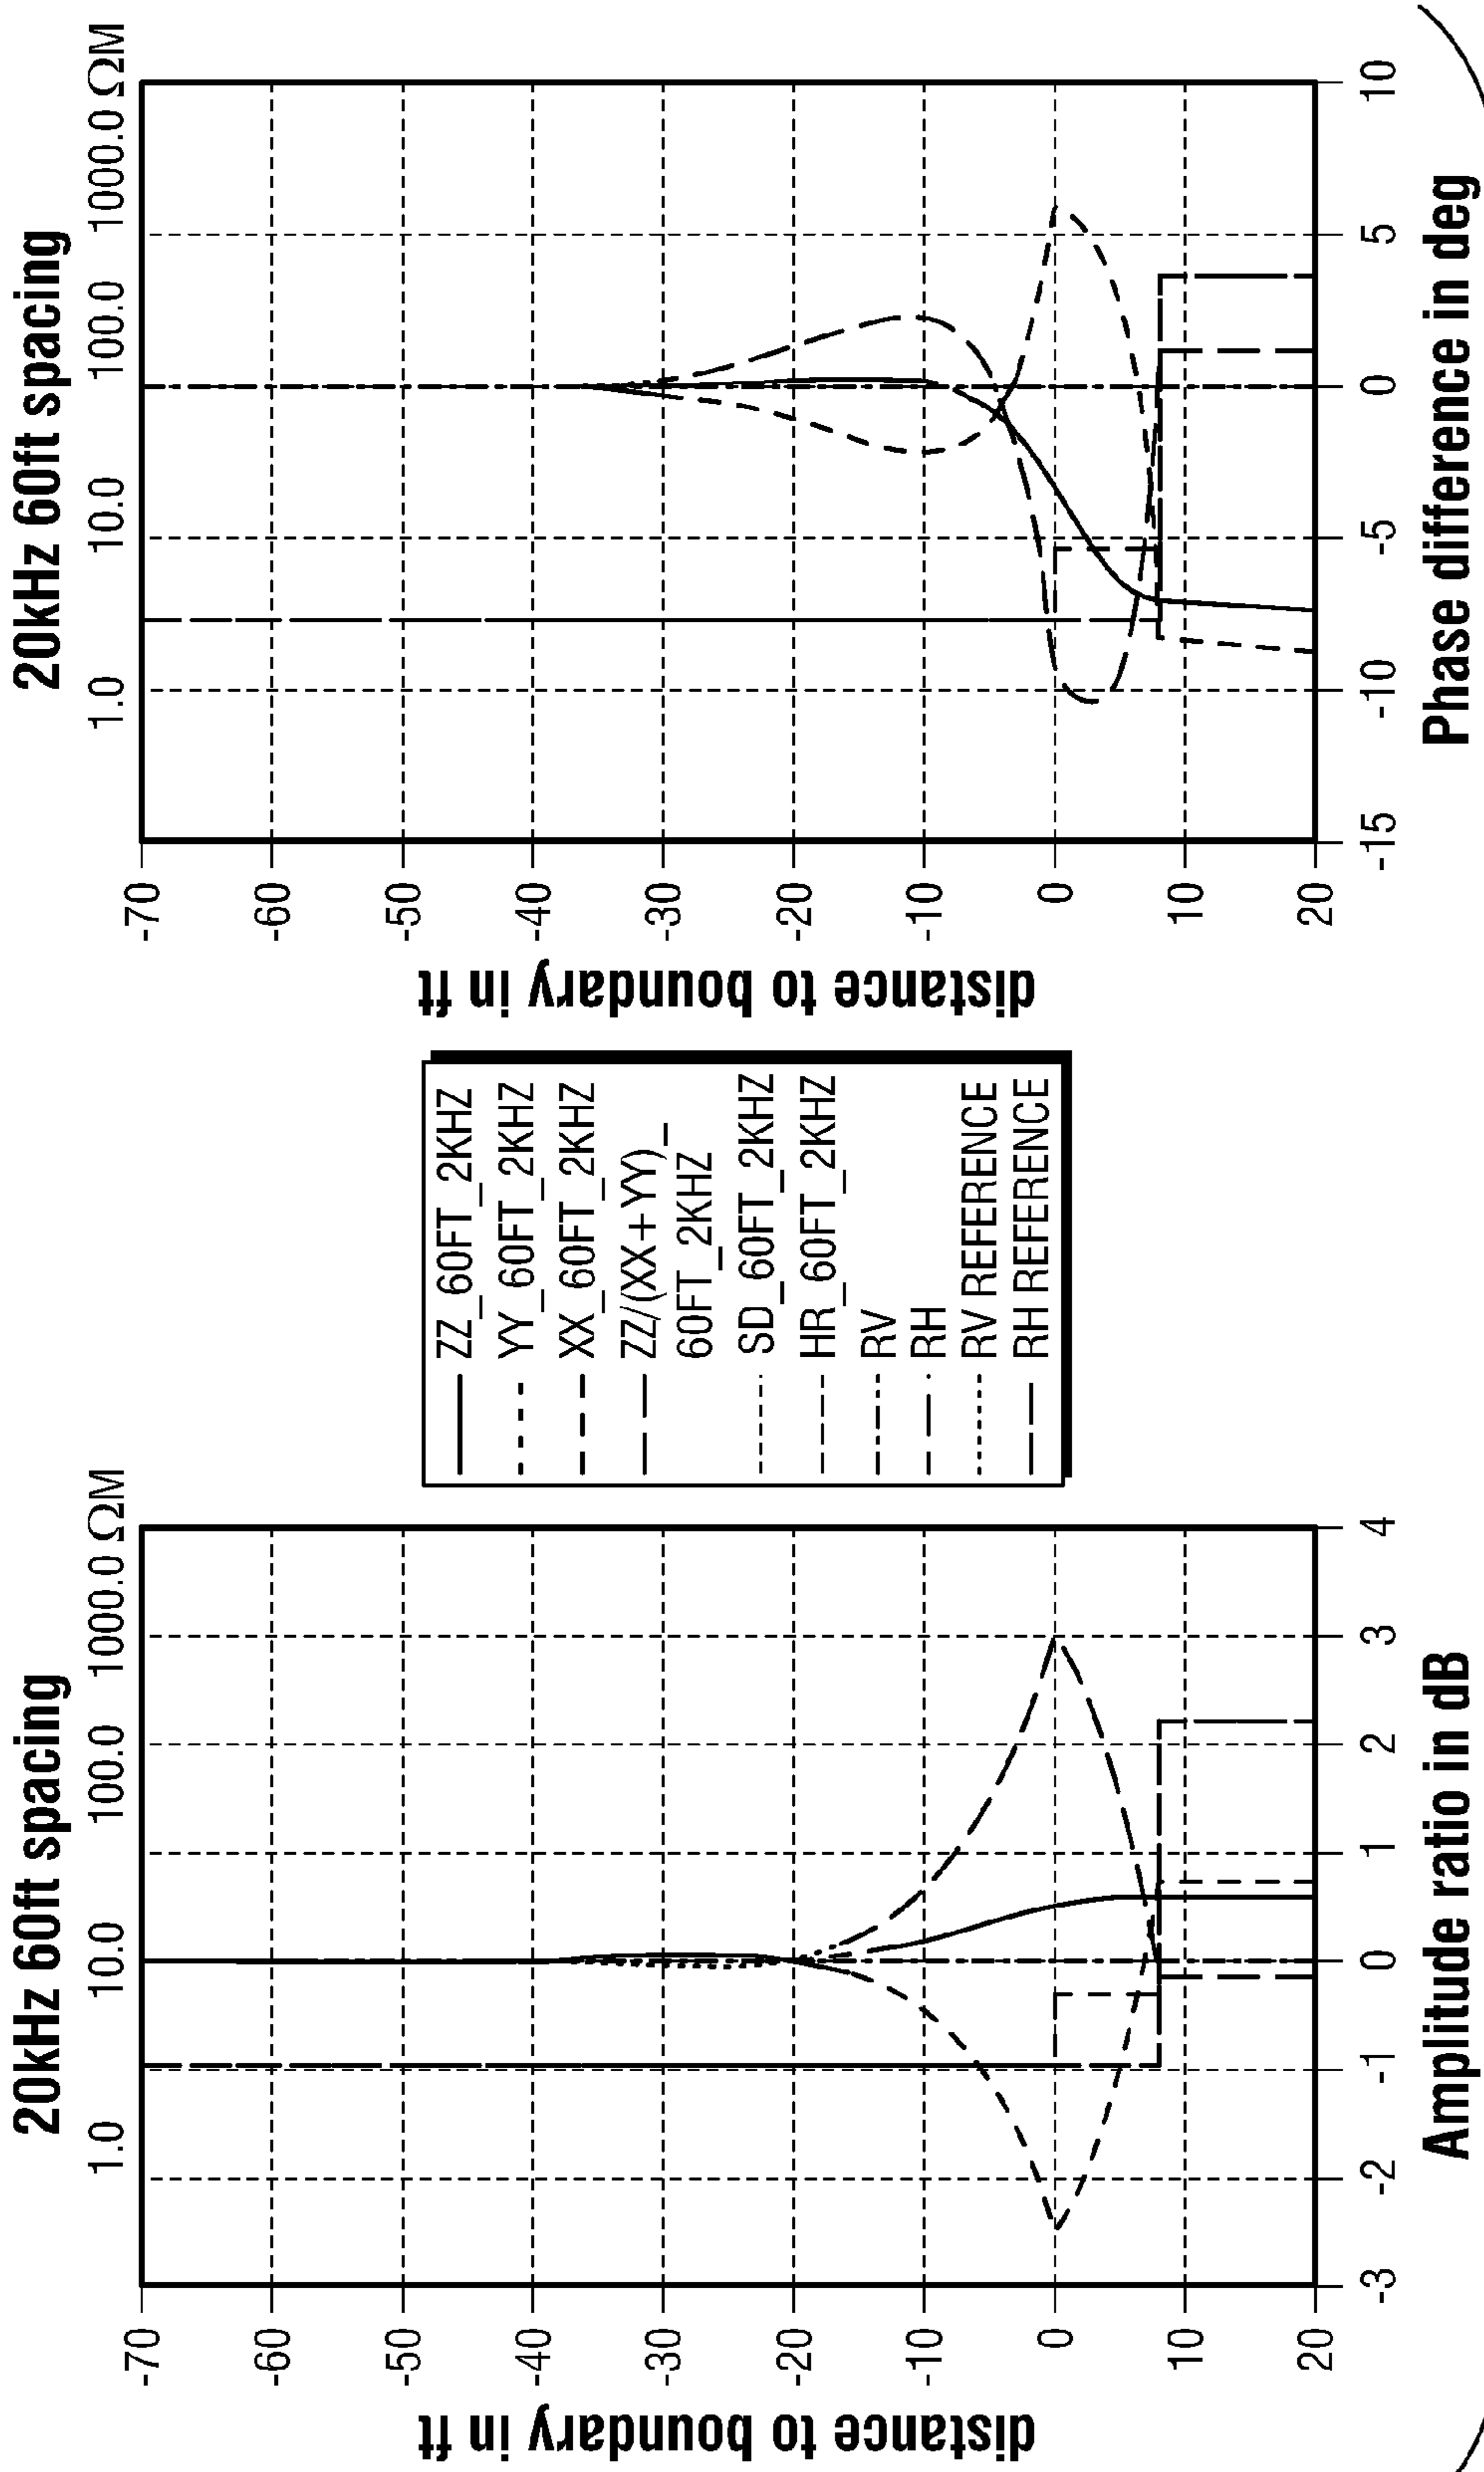 20kHz 60ft spacing
1.0 10.0 100.0 1000.0 ΩM
-70
-60
-50
-40
-30
-20
-10
0
10
20
distance to boundary in ft
-3 -2 -1 0 1 2 3 4
Amplitude ratio in dB
ZZ_60FT_2KHZ
YY_60FT_2KHZ
XX_60FT_2KHZ
ZZ/(XX+YY)_
60FT_2KHZ
SD_60FT_2KHZ
HR_60FT_2KHZ
RV
RH
RV REFERENCE
RH REFERENCE
20kHz 60ft spacing
1.0 10.0 100.0 1000.0 ΩM
-70
-60
-50
-40
-30
-20
-10
0
10
20
distance to boundary in ft
-15 -10 -5 0 5 10
Phase difference in deg